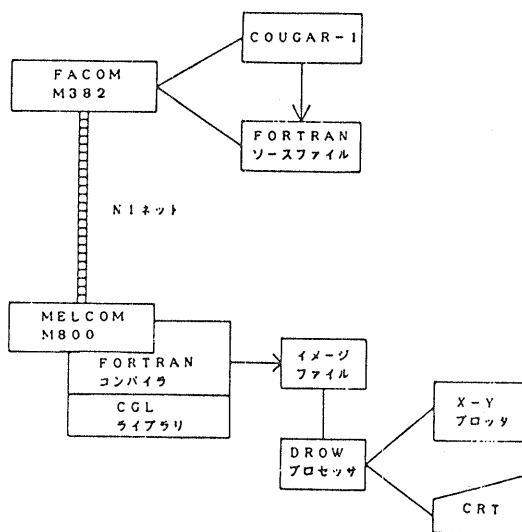 COUGAR-1
FACOM
M382
FORTRAN
ソースファイル
N1ネット
MELCOM
M800
FORTRAN
コンパイラ
CGL
ライブラリ
イメージ
ファイル
DROW
プロセッサ
X-Y
プロッタ
CRT